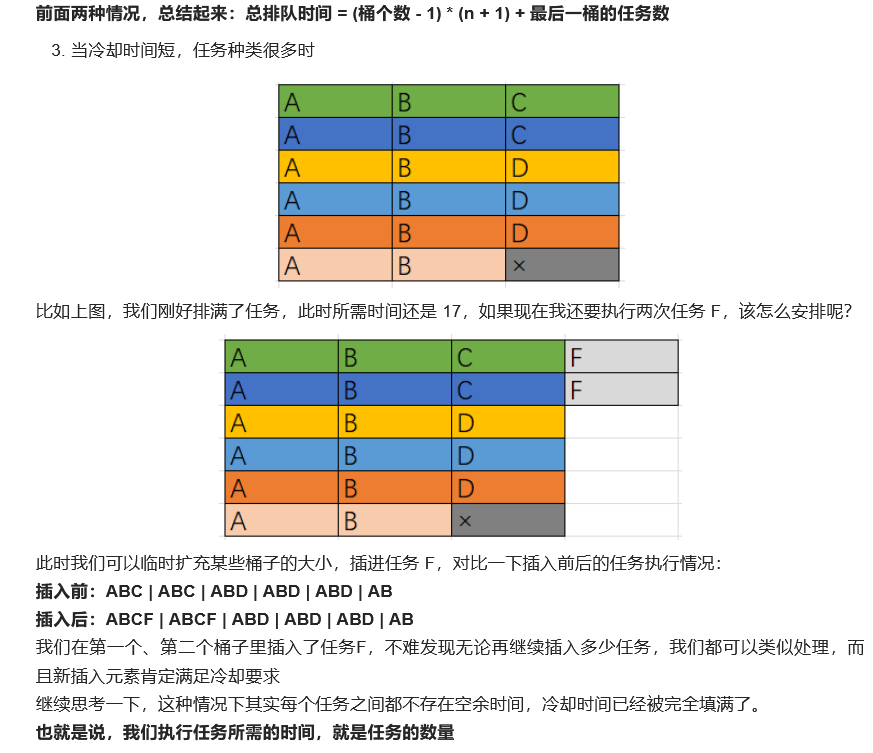 前面两种情况，总结起来：总排队时间 = (桶个数 - 1) * (n + 1) + 最后一桶的任务数
3. 当冷却时间短，任务种类很多时
A B C
A B C
A B D
A B D
A B D
A B ×
比如上图，我们刚好排满了任务，此时所需时间还是 17，如果现在我还要执行两次任务 F，该怎么安排呢？
A B C F
A B C F
A B D
A B D
A B D
A B ×
此时我们可以临时扩充某些桶子的大小，插进任务 F，对比一下插入前后的任务执行情况：
插入前：ABC | ABC | ABD | ABD | ABD | AB
插入后：ABCF | ABCF | ABD | ABD | ABD | AB
我们在第一个、第二个桶子里插入了任务F，不难发现无论再继续插入多少任务，我们都可以类似处理，而
且新插入元素肯定满足冷却要求
继续思考一下，这种情况下其实每个任务之间都不存在空余时间，冷却时间已经被完全填满了。
也就是说，我们执行任务所需的时间，就是任务的数量